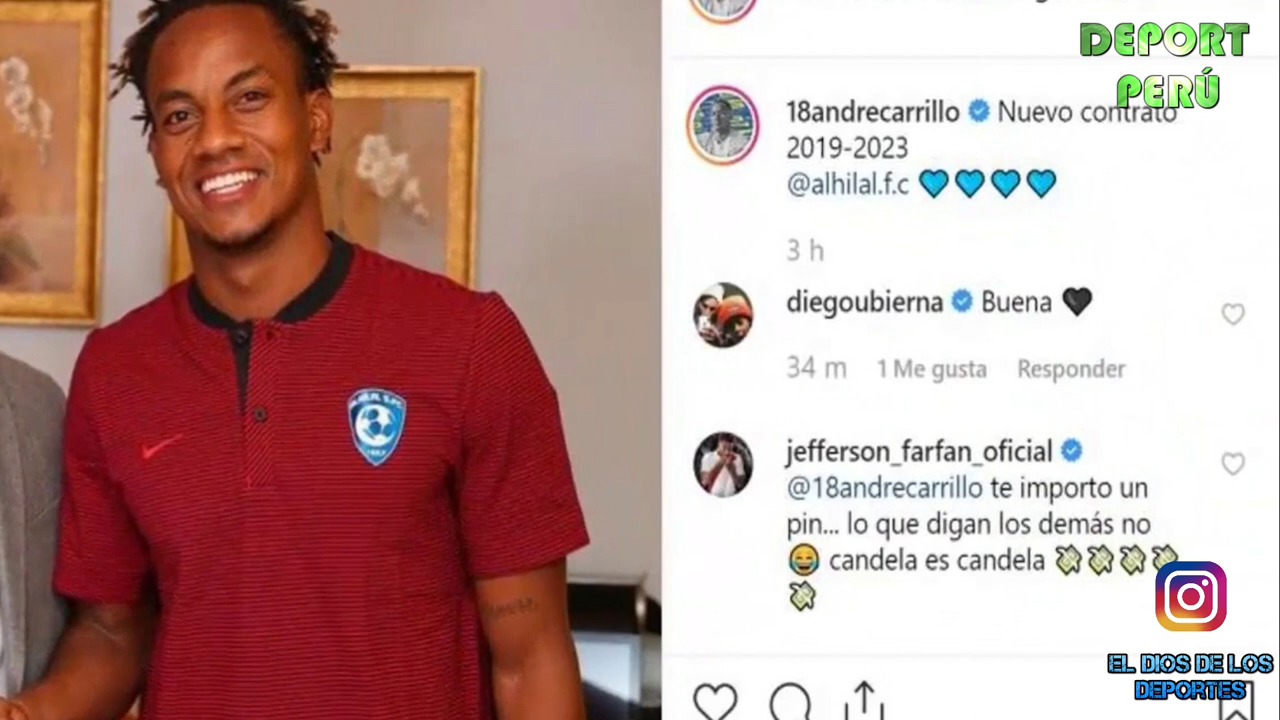 DEPORT
PERÚ
18andrecarrillo Nuevo contrato
2019-2023
@alhilal.f.c 💙💙💙💙
3 h
diegoubierna Buena 🖤
34 m 1 Me gusta Responder
jefferson_farfan_oficial
@18andrecarrillo te importo un
pin... lo que digan los demás no
😂 candela es candela 💸💸💸💸
💸
EL DIOS DE LOS
DEPORTES